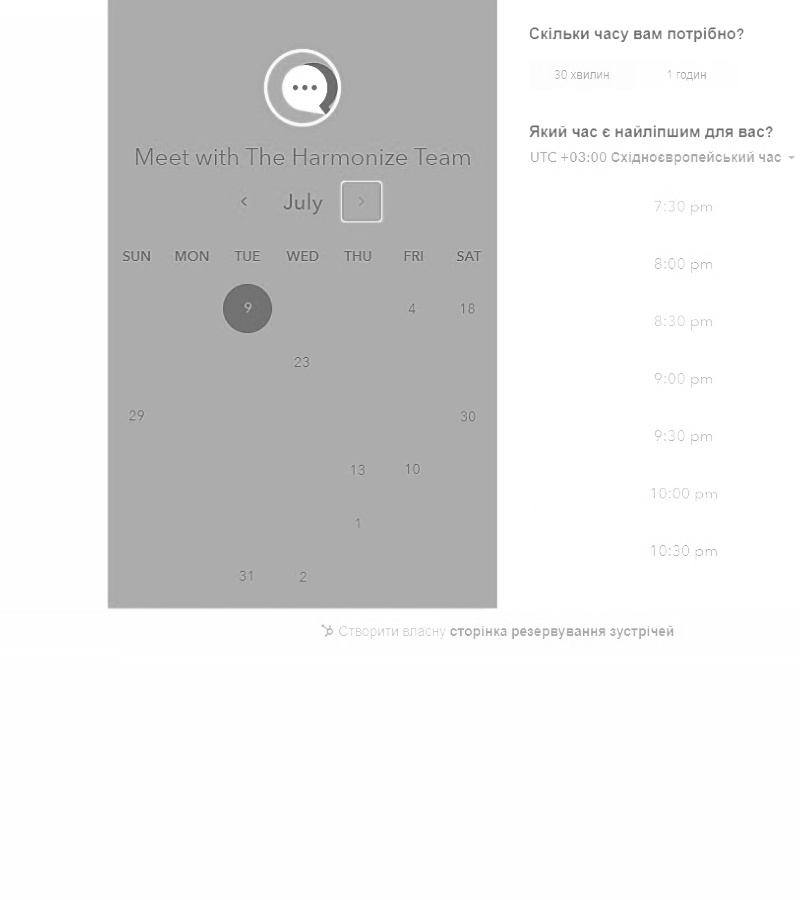 Meet with The Harmonize Team
July
SUN MON TUE WED THU FRI SAT
9 4 18
23
29 30
13 10
1
31 2
Скільки часу вам потрібно?
30 хвилин 1 годин
Який час є найліпшим для вас?
UTC +03:00 Східноєвропейський час
7:30 pm
8:00 pm
8:30 pm
9:00 pm
9:30 pm
10:00 pm
10:30 pm
Створити власну сторінка резервування зустрічей